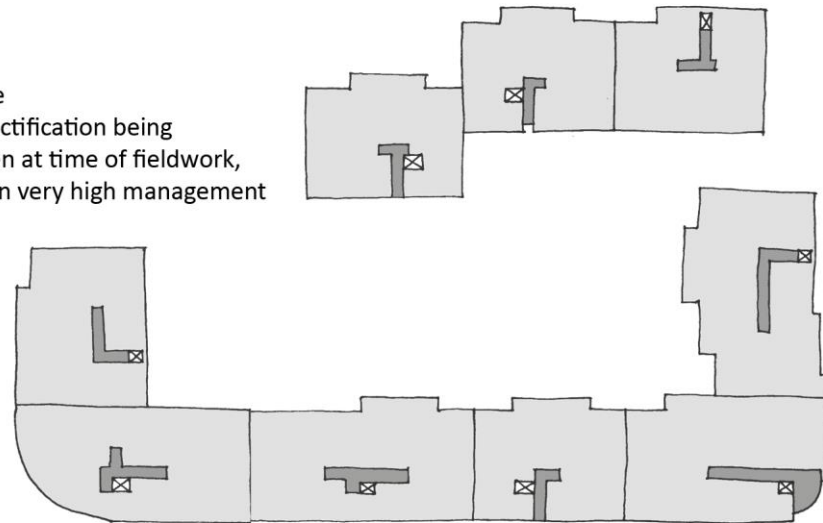 ctification being
n at time of fieldwork,
n very high management